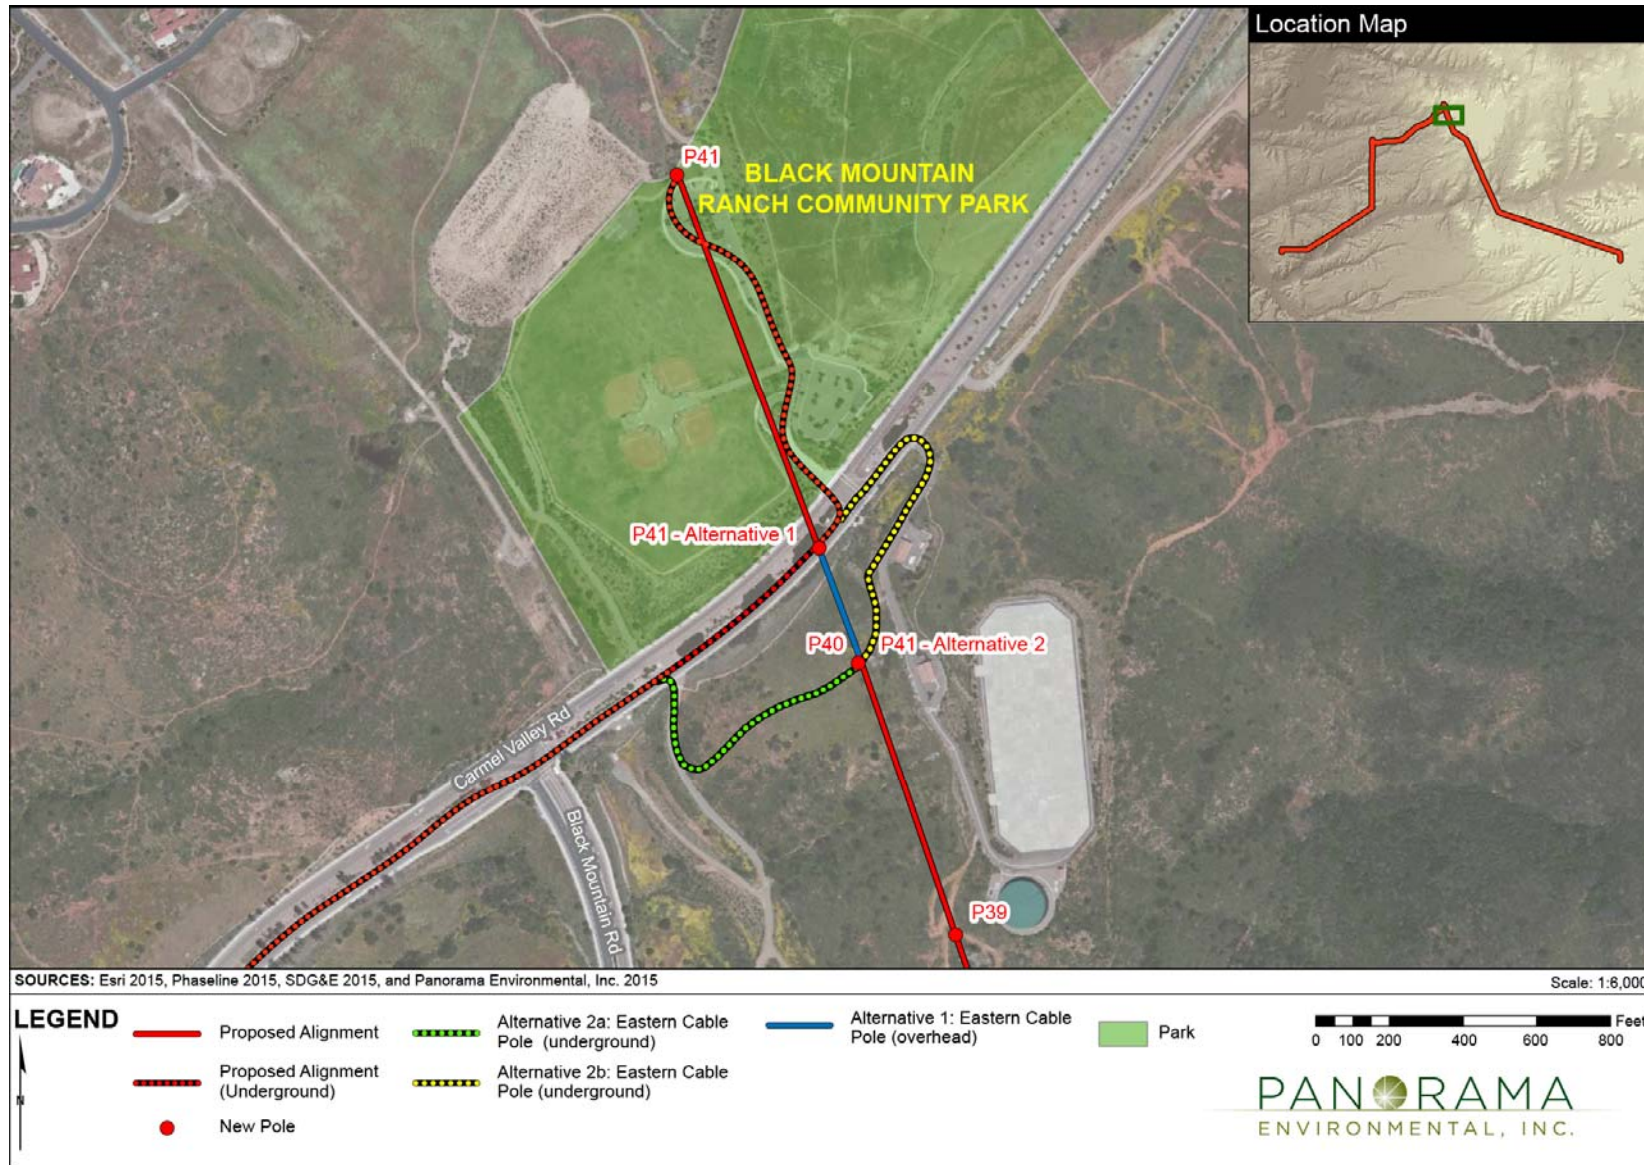 Location Map
P41
BLACK MOUNTAIN
RANCH COMMUNITY PARK
P41 - Alternative 1
P40
P41 - Alternative 2
Carmel Valley Rd
Black Mountain Rd
P39
SOURCES: Esri 2015, Phaseline 2015, SDG&E 2015, and Panorama Environmental, Inc. 2015
Scale: 1:6,000
LEGEND
N
Proposed Alignment
Proposed Alignment
(Underground)
New Pole
Alternative 2a: Eastern Cable
Pole (underground)
Alternative 2b: Eastern Cable
Pole (underground)
Alternative 1: Eastern Cable
Pole (overhead)
Park
Feet
0 100 200 400 600 800
PANORAMA
ENVIRONMENTAL, INC.